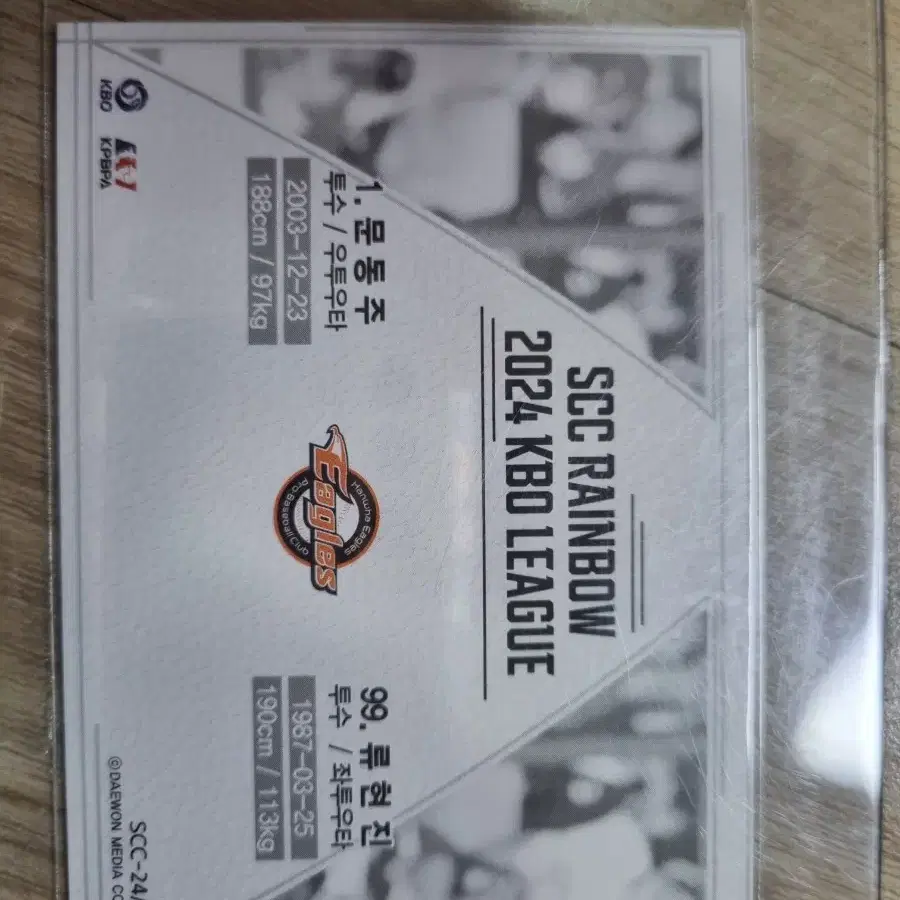 SCC RAINBOW
2024 KBO LEAGUE
1. 문동주
투수 / 우투우타
2003-12-23
188cm / 97kg
Hanwha Eagles
Eagles
Pro Baseball Club
99. 류현진
투수 / 좌투우타
1987-03-25
190cm / 113kg
KBO
KPBPA
SCC-24/
©DAEWON MEDIA CO